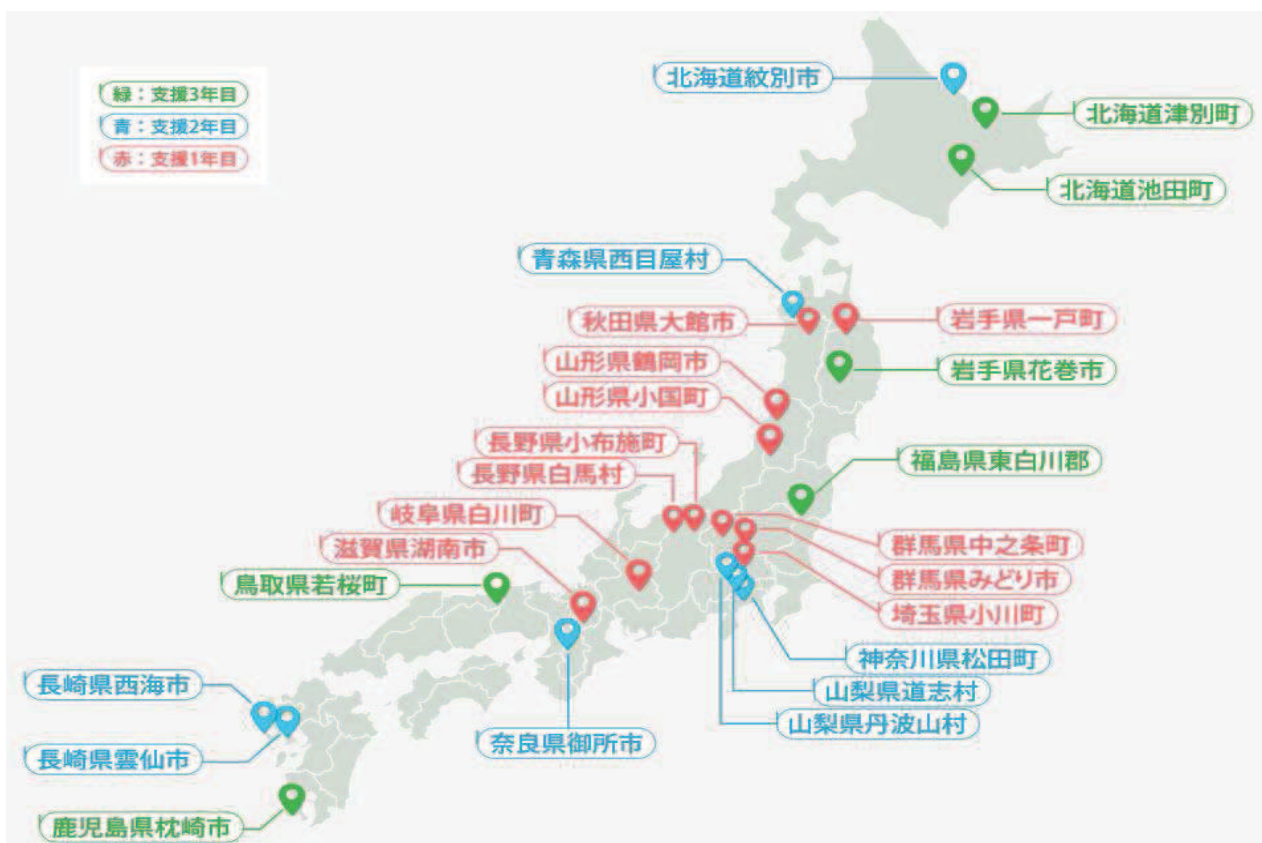 緑：支援3年目
青：支援2年目
赤：支援1年目
北海道紋別市
北海道津別町
北海道池田町
青森県西目屋村
秋田県大館市
岩手県一戸町
山形県鶴岡市
岩手県花巻市
山形県小国町
長野県小布施町
福島県東白川郡
長野県白馬村
岐阜県白川町
滋賀県湖南市
群馬県中之条町
鳥取県若桜町
群馬県みどり市
埼玉県小川町
神奈川県松田町
長崎県西海市
山梨県道志村
山梨県丹波山村
奈良県御所市
長崎県雲仙市
鹿児島県枕崎市